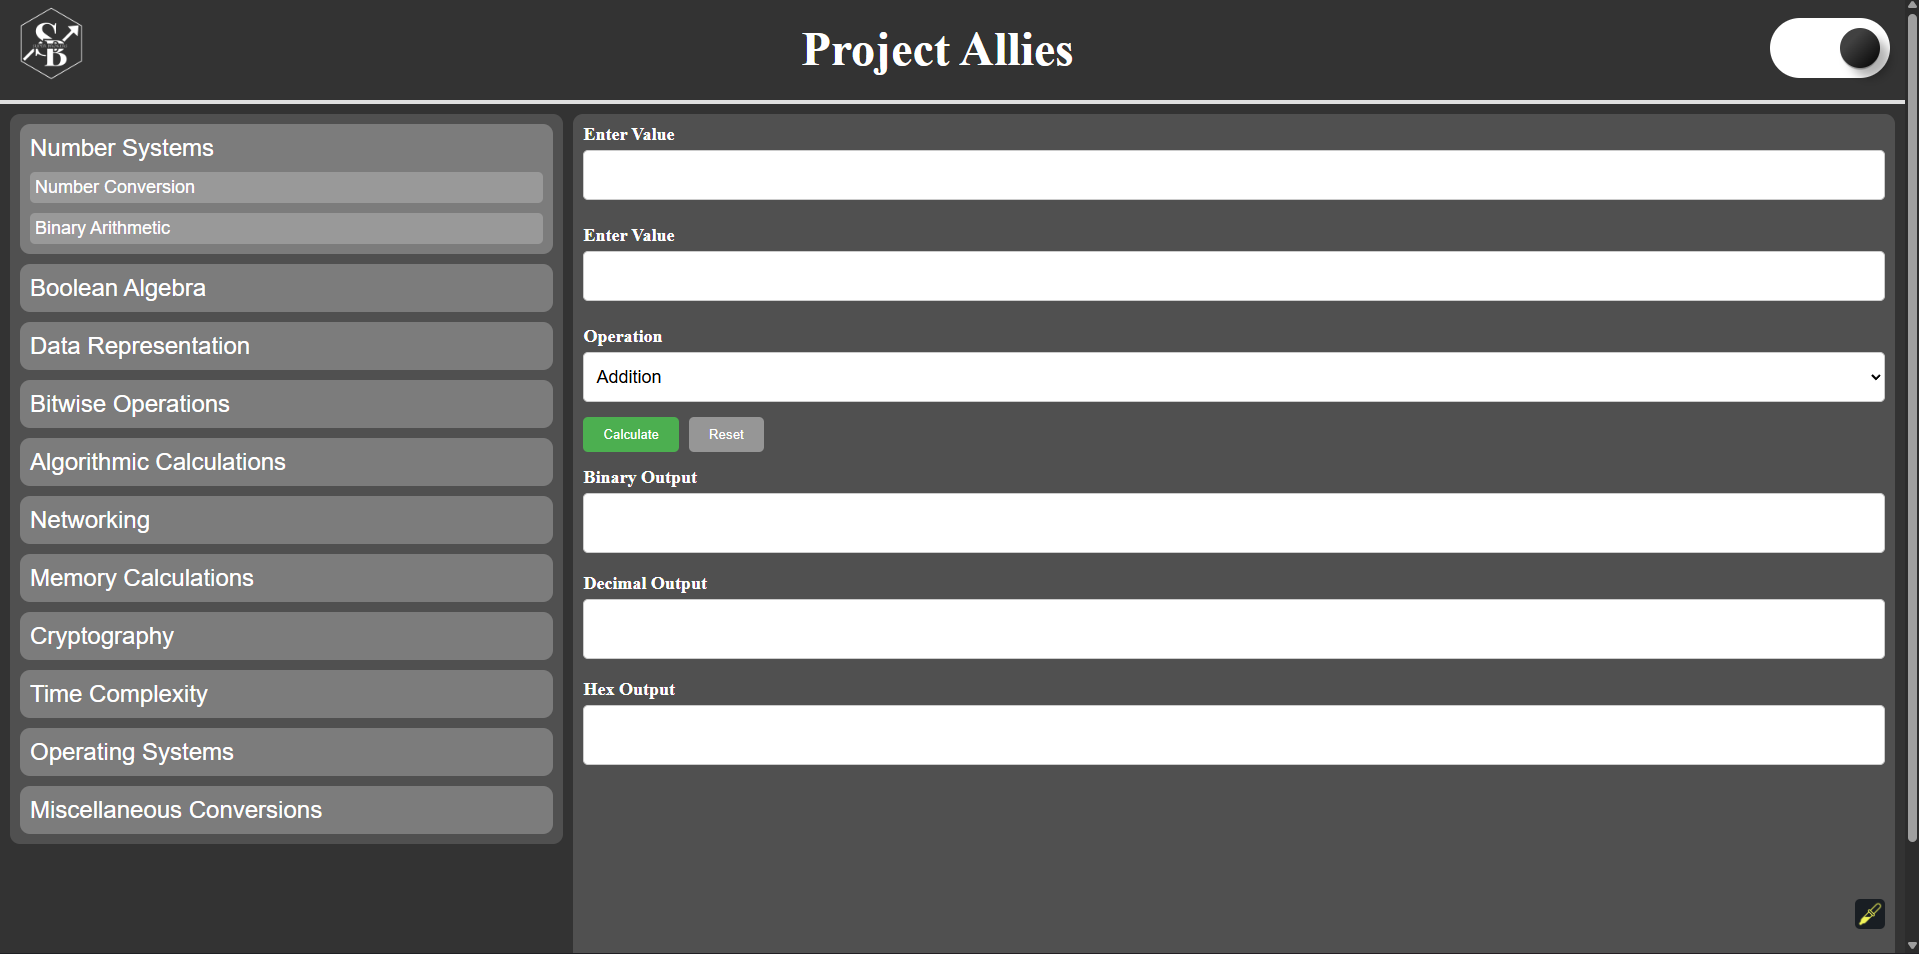 SB
Project Allies
Number Systems
Number Conversion
Binary Arithmetic
Boolean Algebra
Data Representation
Bitwise Operations
Algorithmic Calculations
Networking
Memory Calculations
Cryptography
Time Complexity
Operating Systems
Miscellaneous Conversions
Enter Value
Enter Value
Operation
Addition
Calculate
Reset
Binary Output
Decimal Output
Hex Output